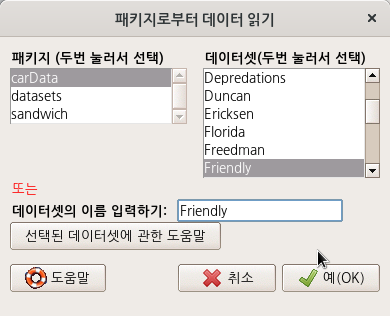 패키지로부터 데이터 읽기
패키지 (두번 눌러서 선택)
carData
datasets
sandwich
데이터셋(두번 눌러서 선택)
Depredations
Duncan
Ericksen
Florida
Freedman
Friendly
또는
데이터셋의 이름 입력하기: Friendly
선택된 데이터셋에 관한 도움말
도움말 취소 예(OK)